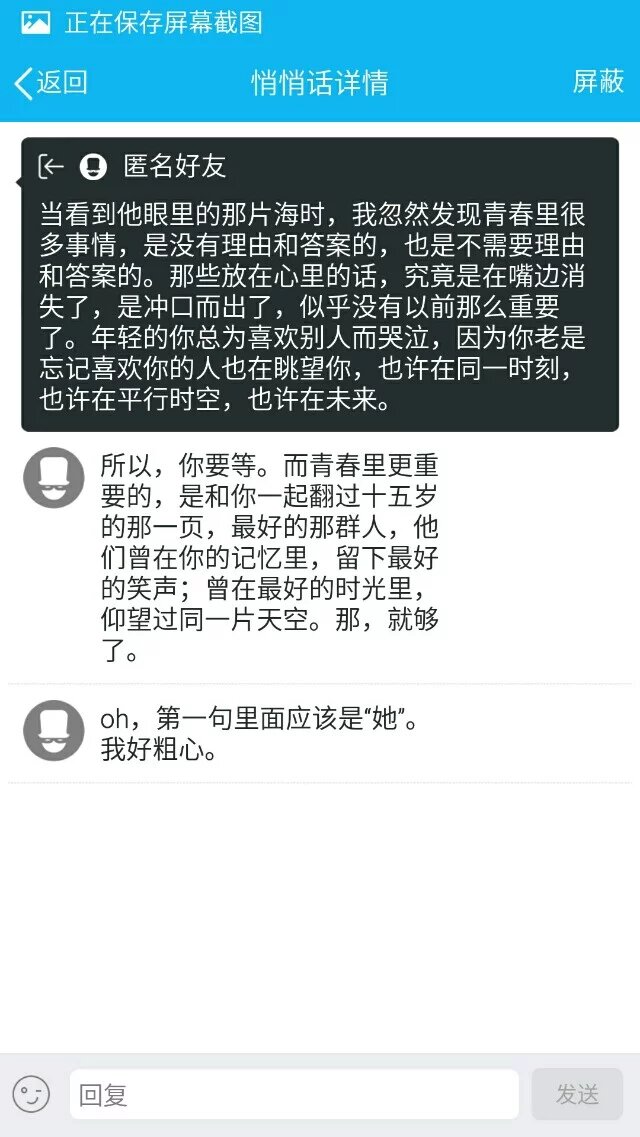 正在保存屏幕截图
返回
悄悄话详情
屏蔽
匿名好友
当看到他眼里的那片海时，我忽然发现青春里很
多事情，是没有理由和答案的，也是不需要理由
和答案的。那些放在心里的话，究竟是在嘴边消
失了，是冲口而出了，似乎没有以前那么重要
了。年轻的你总为喜欢别人而哭泣，因为你老是
忘记喜欢你的人也在眺望你，也许在同一时刻，
也许在平行时空，也许在未来。
所以，你要等。而青春里更重
要的，是和你一起翻过十五岁
的那一页，最好的那群人，他
们曾在你的记忆里，留下最好
的笑声；曾在最好的时光里，
仰望过同一片天空。那，就够
了。
oh，第一句里面应该是“她”。
我好粗心。
回复
发送